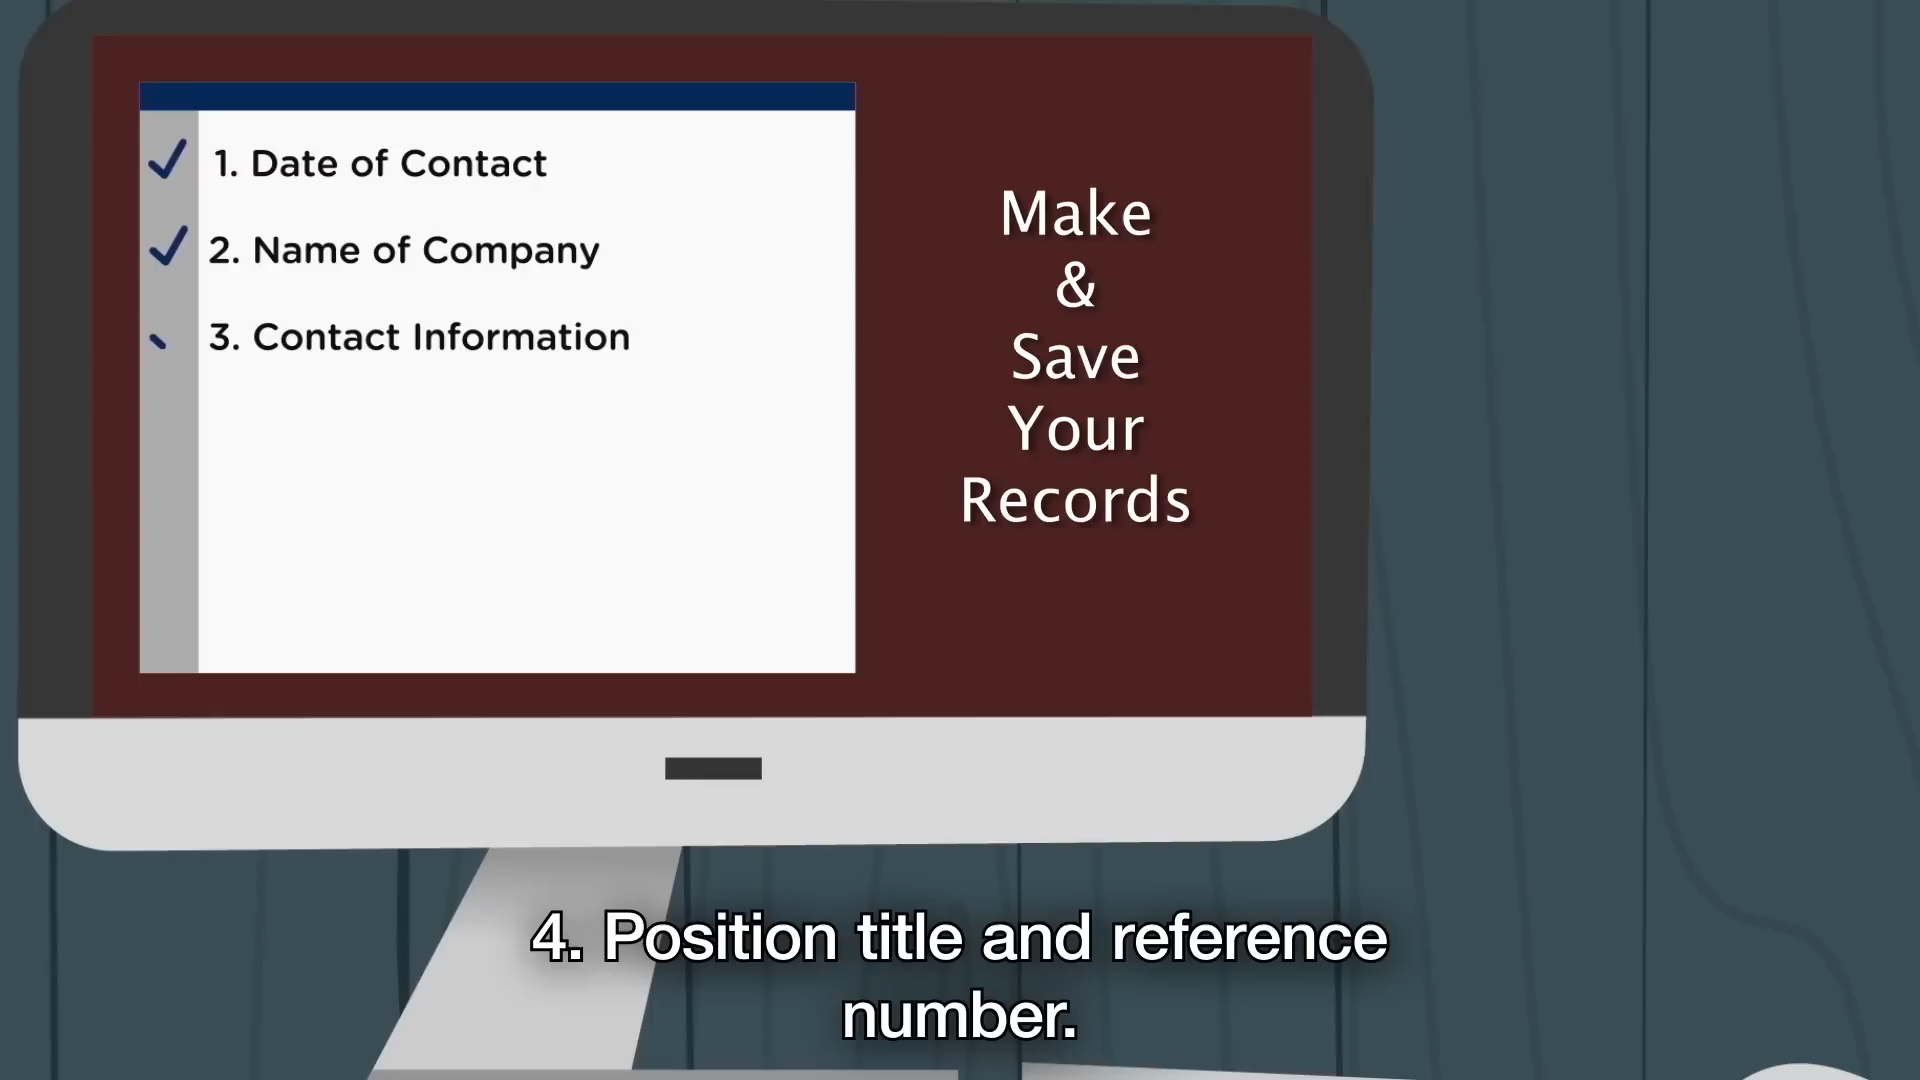 1. Date of Contact
2. Name of Company
3. Contact Information
Make
&
Save
Your
Records
4. Position title and reference
number.